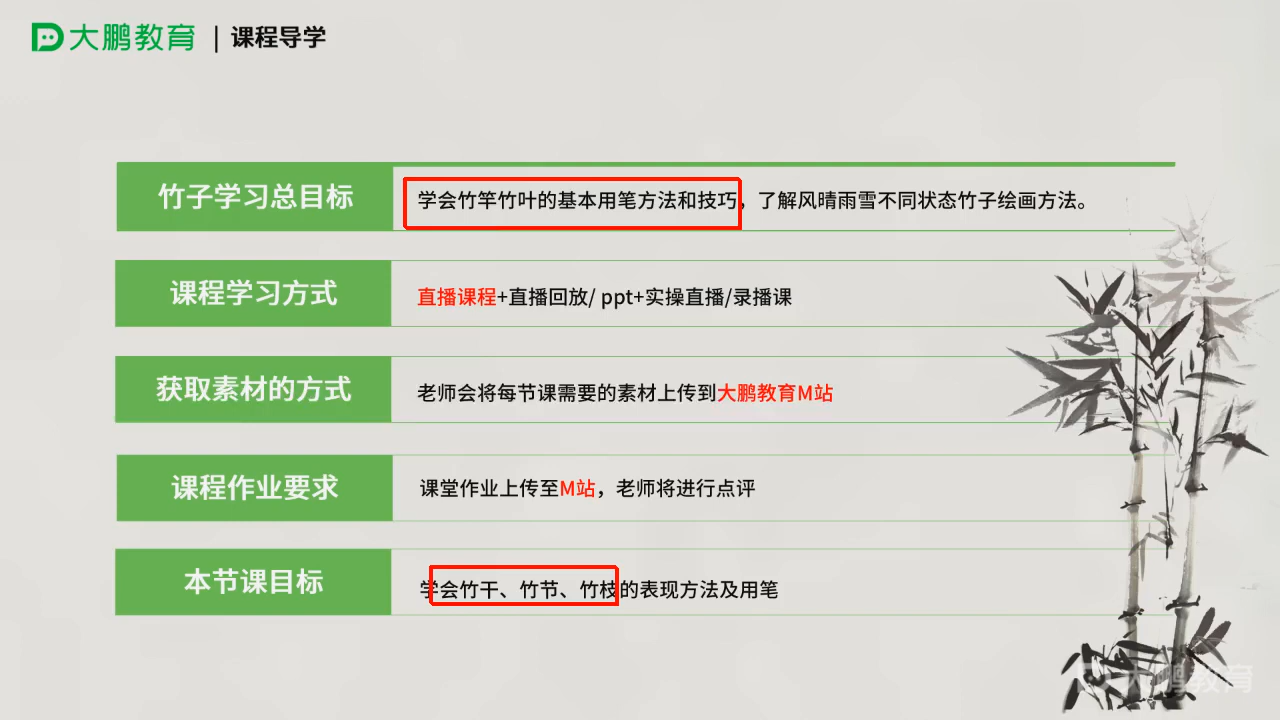 大鹏教育 | 课程导学
竹子学习总目标
学会竹竿竹叶的基本用笔方法和技巧，了解风晴雨雪不同状态竹子绘画方法。
课程学习方式
直播课程+直播回放/ ppt+实操直播/录播课
获取素材的方式
老师会将每节课需要的素材上传到大鹏教育M站
课程作业要求
课堂作业上传至M站，老师将进行点评
本节课目标
学会竹干、竹节、竹枝的表现方法及用笔
大鹏教育